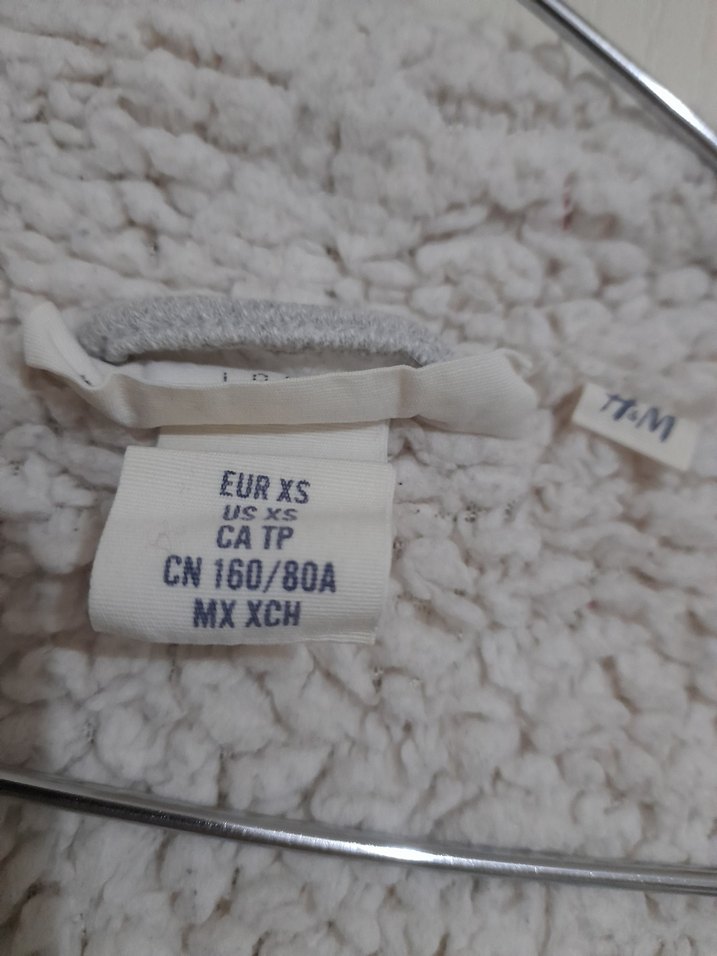 H&M
EUR XS
US XS
CA TP
CN 160/80A
MX XCH